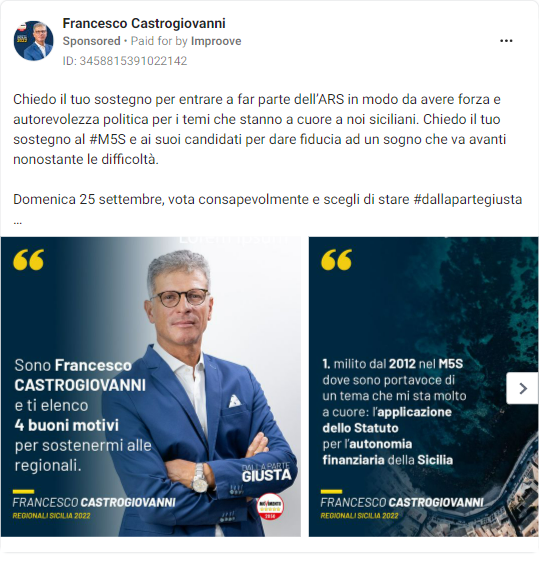 Francesco Castrogiovanni
Sponsored • Paid for by Improove
ID: 3458815391022142
Chiedo il tuo sostegno per entrare a far parte dell'ARS in modo da avere forza e
autorevolezza politica per i temi che stanno a cuore a noi siciliani. Chiedo il tuo
sostegno al #M5S e ai suoi candidati per dare fiducia ad un sogno che va avanti
nonostante le difficoltà.
Domenica 25 settembre, vota consapevolmente e scegli di stare #dallapartegiusta
...
Sono Francesco
CASTROGIOVANNI
e ti elenco
4 buoni motivi
per sostenermi alle
regionali.
DALLA PARTE
GIUSTA
FRANCESCO CASTROGIOVANNI
REGIONALI SICILIA 2022
MOVIMENTO
2050
1. milito dal 2012 nel M5S
dove sono portavoce di
un tema che mi sta molto
a cuore: l'applicazione
dello Statuto
per l'autonomia
finanziaria della Sicilia
FRANCESCO CASTROGIOVANNI
REGIONALI SICILIA 2022